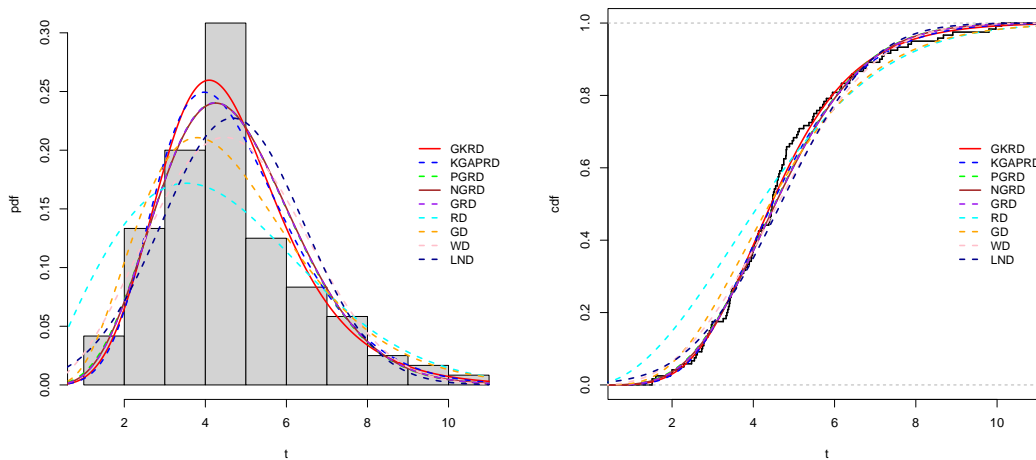 pdf
0.30
0.25
0.20
0.15
0.10
0.05
0.00
2 4 6 8 10
t
GKRD
KGAPRD
PGRD
NGRD
GRD
RD
GD
WD
LND
cdf
1.0
0.8
0.6
0.4
0.2
0.0
2 4 6 8 10
t
GKRD
KGAPRD
PGRD
NGRD
GRD
RD
GD
WD
LND